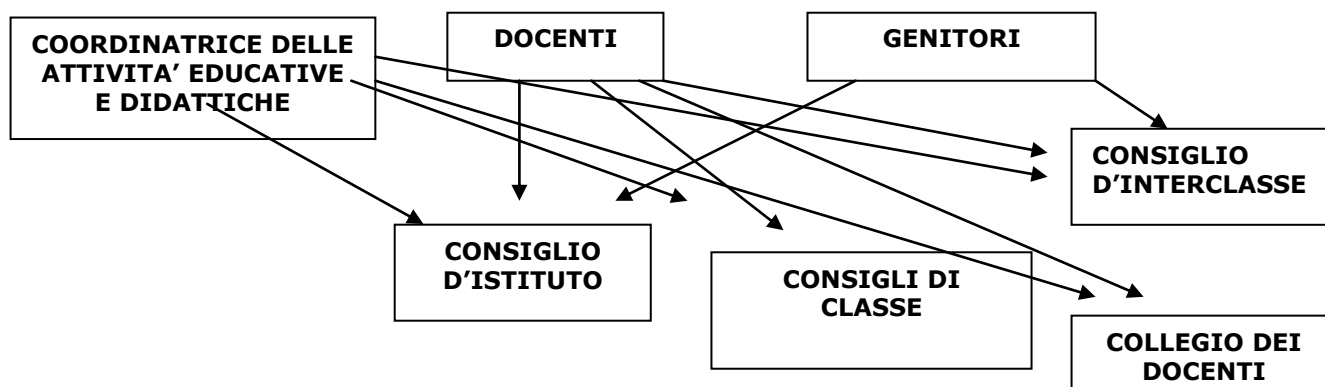 COORDINATRICE DELLE
ATTIVITA’ EDUCATIVE
E DIDATTICHE
DOCENTI
GENITORI
CONSIGLIO
D’INTERCLASSE
CONSIGLIO
D’ISTITUTO
CONSIGLI DI
CLASSE
COLLEGIO DEI
DOCENTI